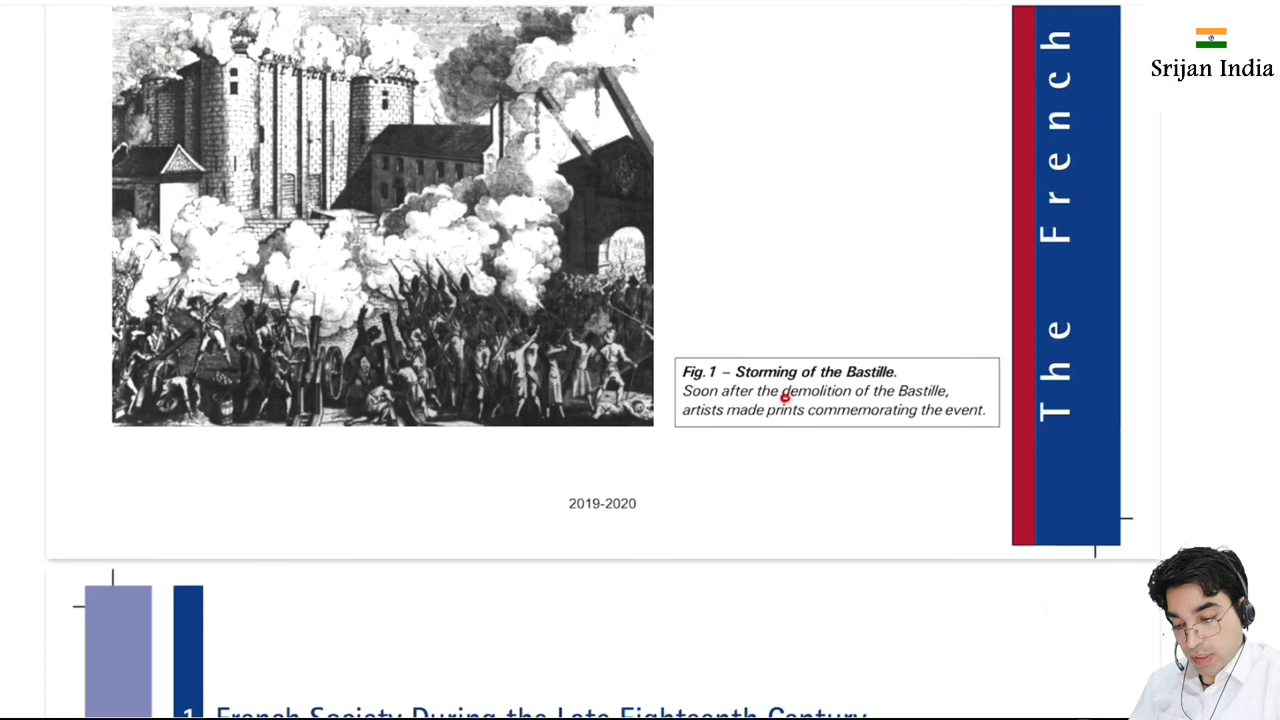 Srijan India
The French
Fig.1 – Storming of the Bastille.
Soon after the demolition of the Bastille,
artists made prints commemorating the event.
2019-2020
1 French Society During the Late Eighteenth Century